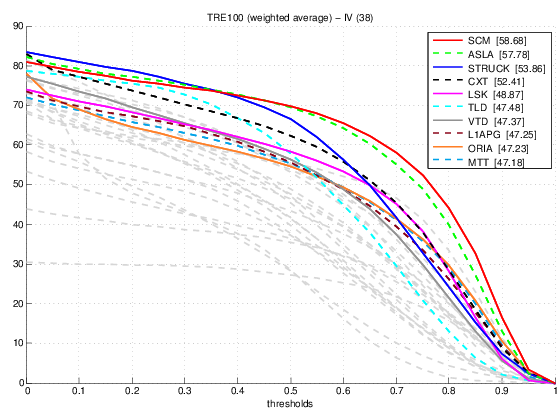 TRE100 (weighted average) – IV (38)
90
80
70
60
50
40
30
20
10
0
SCM [58.68]
ASLA [57.78]
STRUCK [53.86]
CXT [52.41]
LSK [48.87]
TLD [47.48]
VTD [47.37]
L1APG [47.25]
ORIA [47.23]
MTT [47.18]
0 0.1 0.2 0.3 0.4 0.5 0.6 0.7 0.8 0.9 1
thresholds